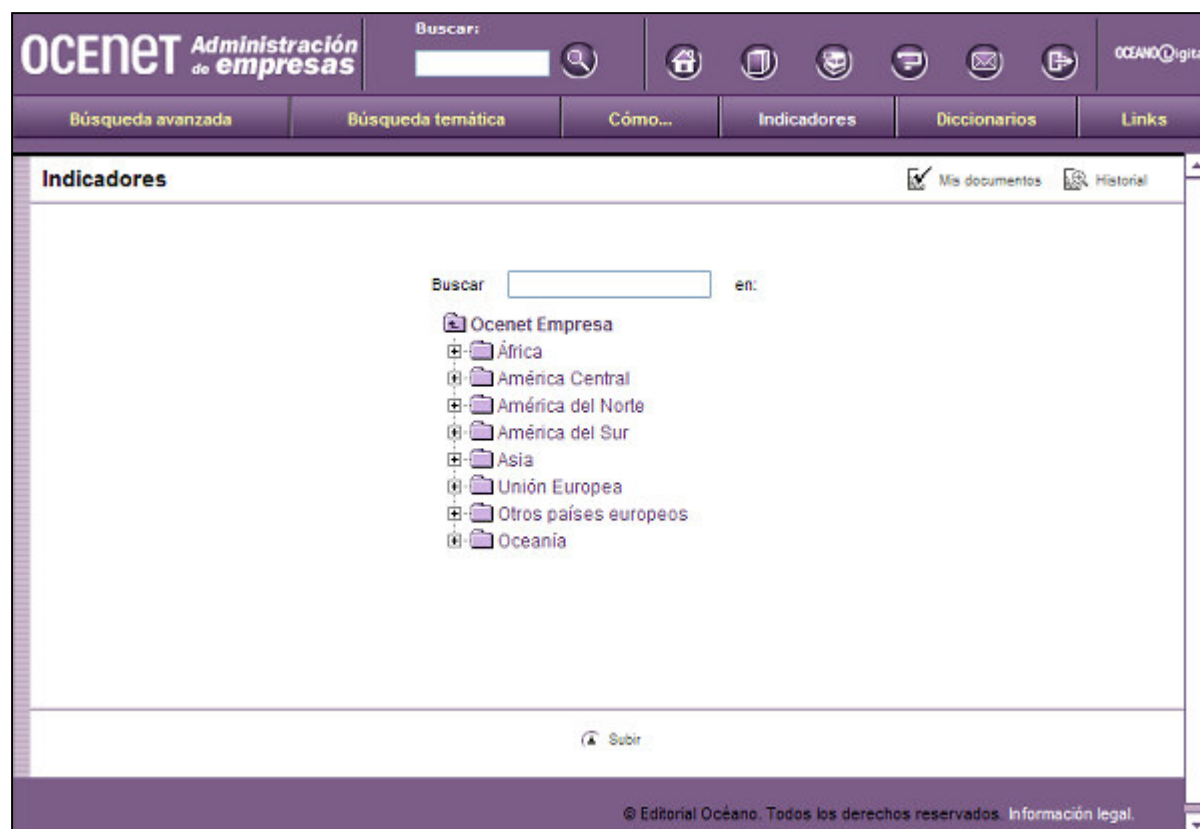 OCENET Administración de empresas
Buscar:
OCEANO Digita
Búsqueda avanzada
Búsqueda temática
Cómo...
Indicadores
Diccionarios
Links
Indicadores
Mis documentos
Historial
Buscar en:
Ocenet Empresa
África
América Central
América del Norte
América del Sur
Asia
Unión Europea
Otros países europeos
Oceanía
Subir
© Editorial Océano. Todos los derechos reservados. Información legal.